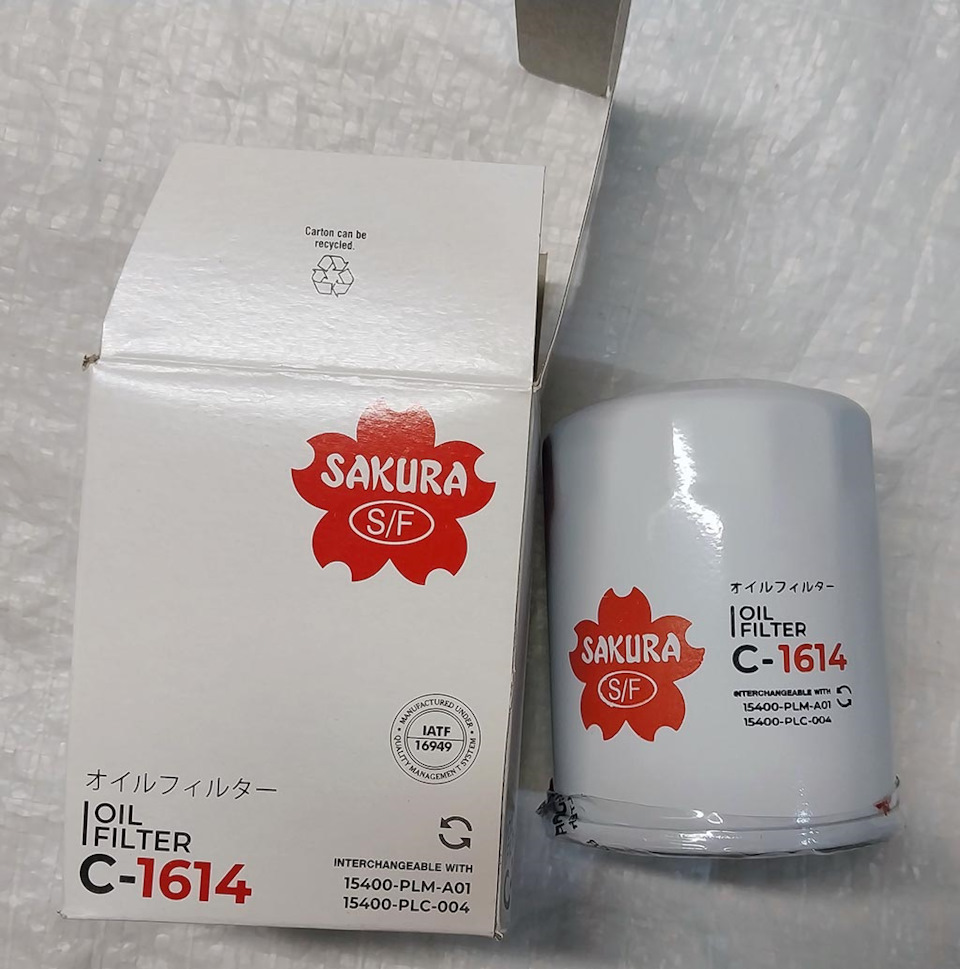 Carton can be
recycled.
SAKURA
S/F
MANUFACTURED UNDER
IATF
16949
QUALITY MANAGEMENT SYSTEM
オイルフィルター
OIL
FILTER
C-1614
INTERCHANGEABLE WITH
15400-PLM-A01
15400-PLC-004
SAKURA
S/F
オイルフィルター
OIL
FILTER
C-1614
INTERCHANGEABLE WITH
15400-PLM-A01
15400-PLC-004